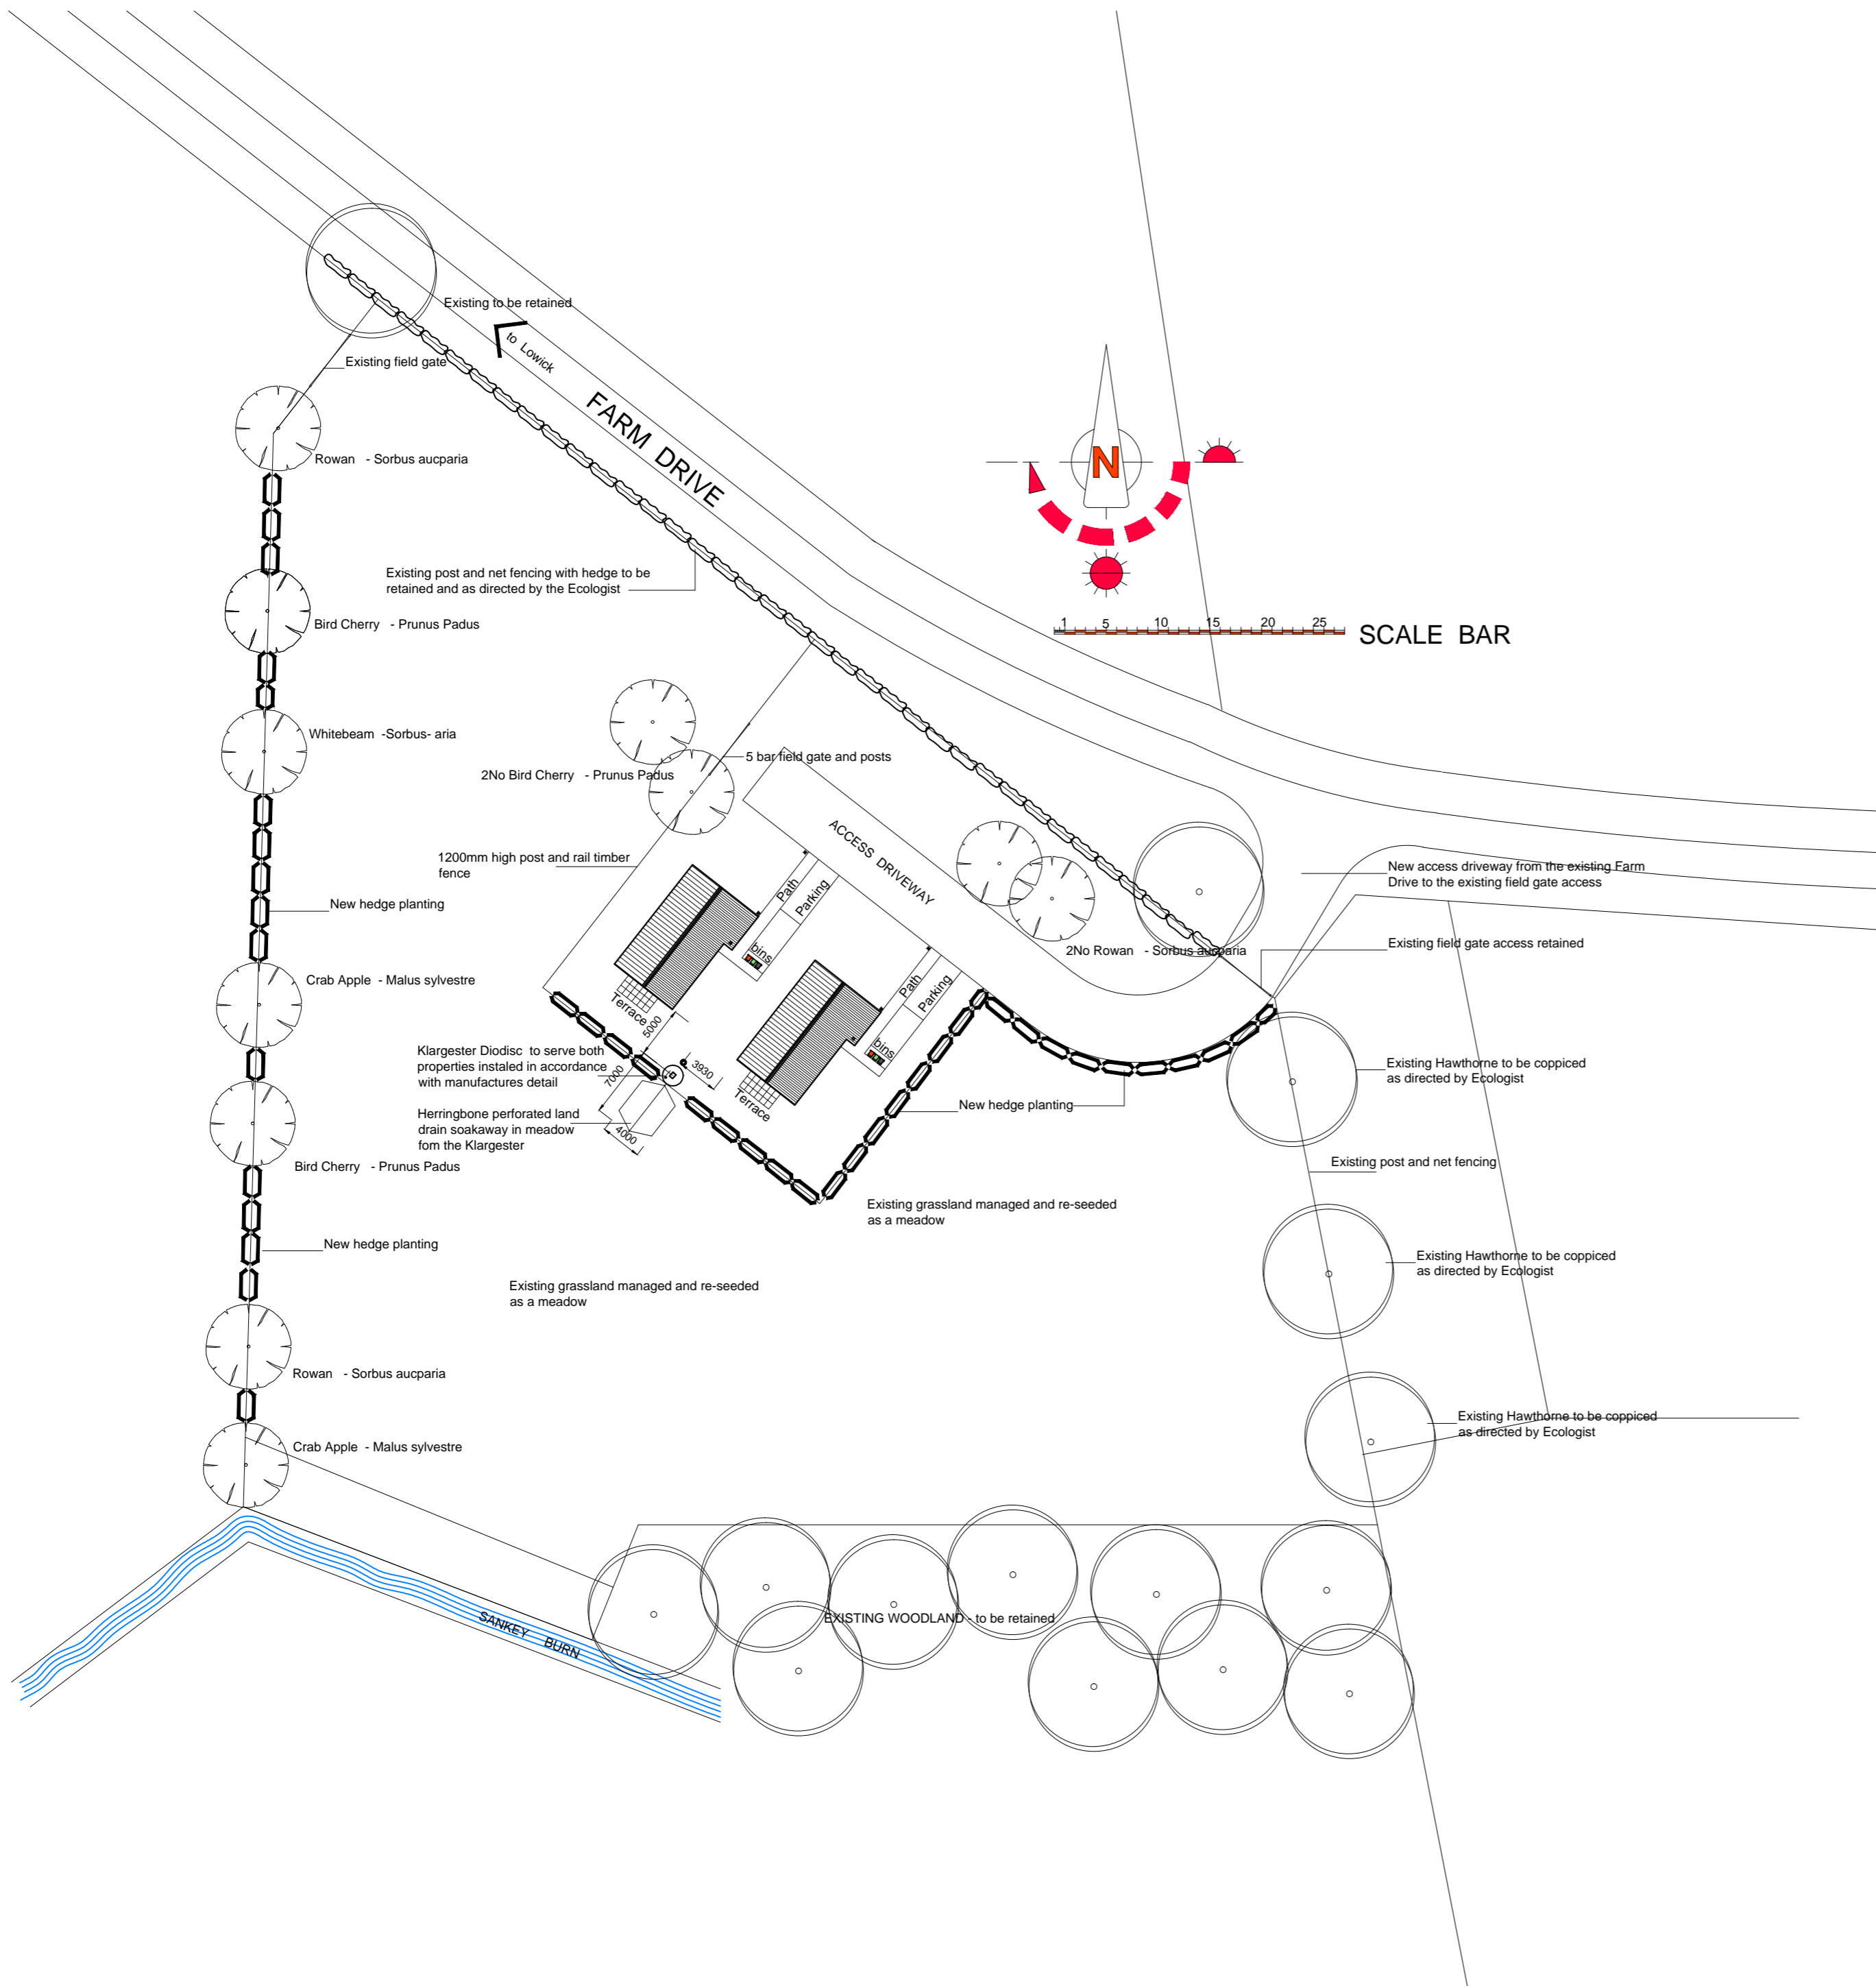 Existing to be retained
to Lowick
Existing field gate
FARM DRIVE
Rowan - Sorbus aucparia
N
Existing post and net fencing with hedge to be
retained and as directed by the Ecologist
Bird Cherry - Prunus Padus
1 5 10 15 20 25
SCALE BAR
Whitebeam -Sorbus- aria
5 bar field gate and posts
2No Bird Cherry - Prunus Padus
ACCESS DRIVEWAY
1200mm high post and rail timber
fence
New access driveway from the existing Farm
Drive to the existing field gate access
Path
Parking
bins
New hedge planting
Existing field gate access retained
2No Rowan - Sorbus aucparia
Crab Apple - Malus sylvestre
Path
Parking
bins
Terrace
5000
Klargester Diodisc to serve both
properties instaled in accordance
with manufactures detail
3930
7000
Terrace
Existing Hawthorne to be coppiced
as directed by Ecologist
New hedge planting
Herringbone perforated land
drain soakaway in meadow
fom the Klargester
4000
Bird Cherry - Prunus Padus
Existing post and net fencing
Existing grassland managed and re-seeded
as a meadow
New hedge planting
Existing Hawthorne to be coppiced
as directed by Ecologist
Existing grassland managed and re-seeded
as a meadow
Rowan - Sorbus aucparia
Existing Hawthorne to be coppiced
as directed by Ecologist
Crab Apple - Malus sylvestre
SANKEY BURN
EXISTING WOODLAND - to be retained